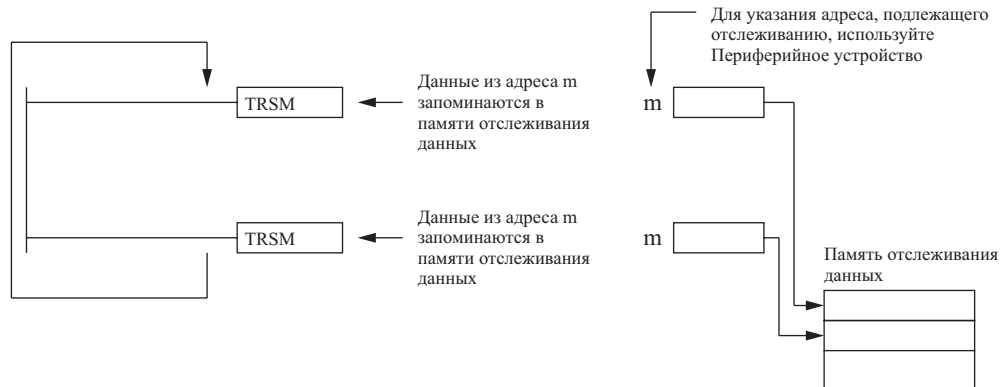 Для указания адреса, подлежащего
отслеживанию, используйте
Периферийное устройство
TRSM
Данные из адреса m
запоминаются в
памяти отслеживания
данных
m
TRSM
Данные из адреса m
запоминаются в
памяти отслеживания
данных
m
Память отслеживания
данных